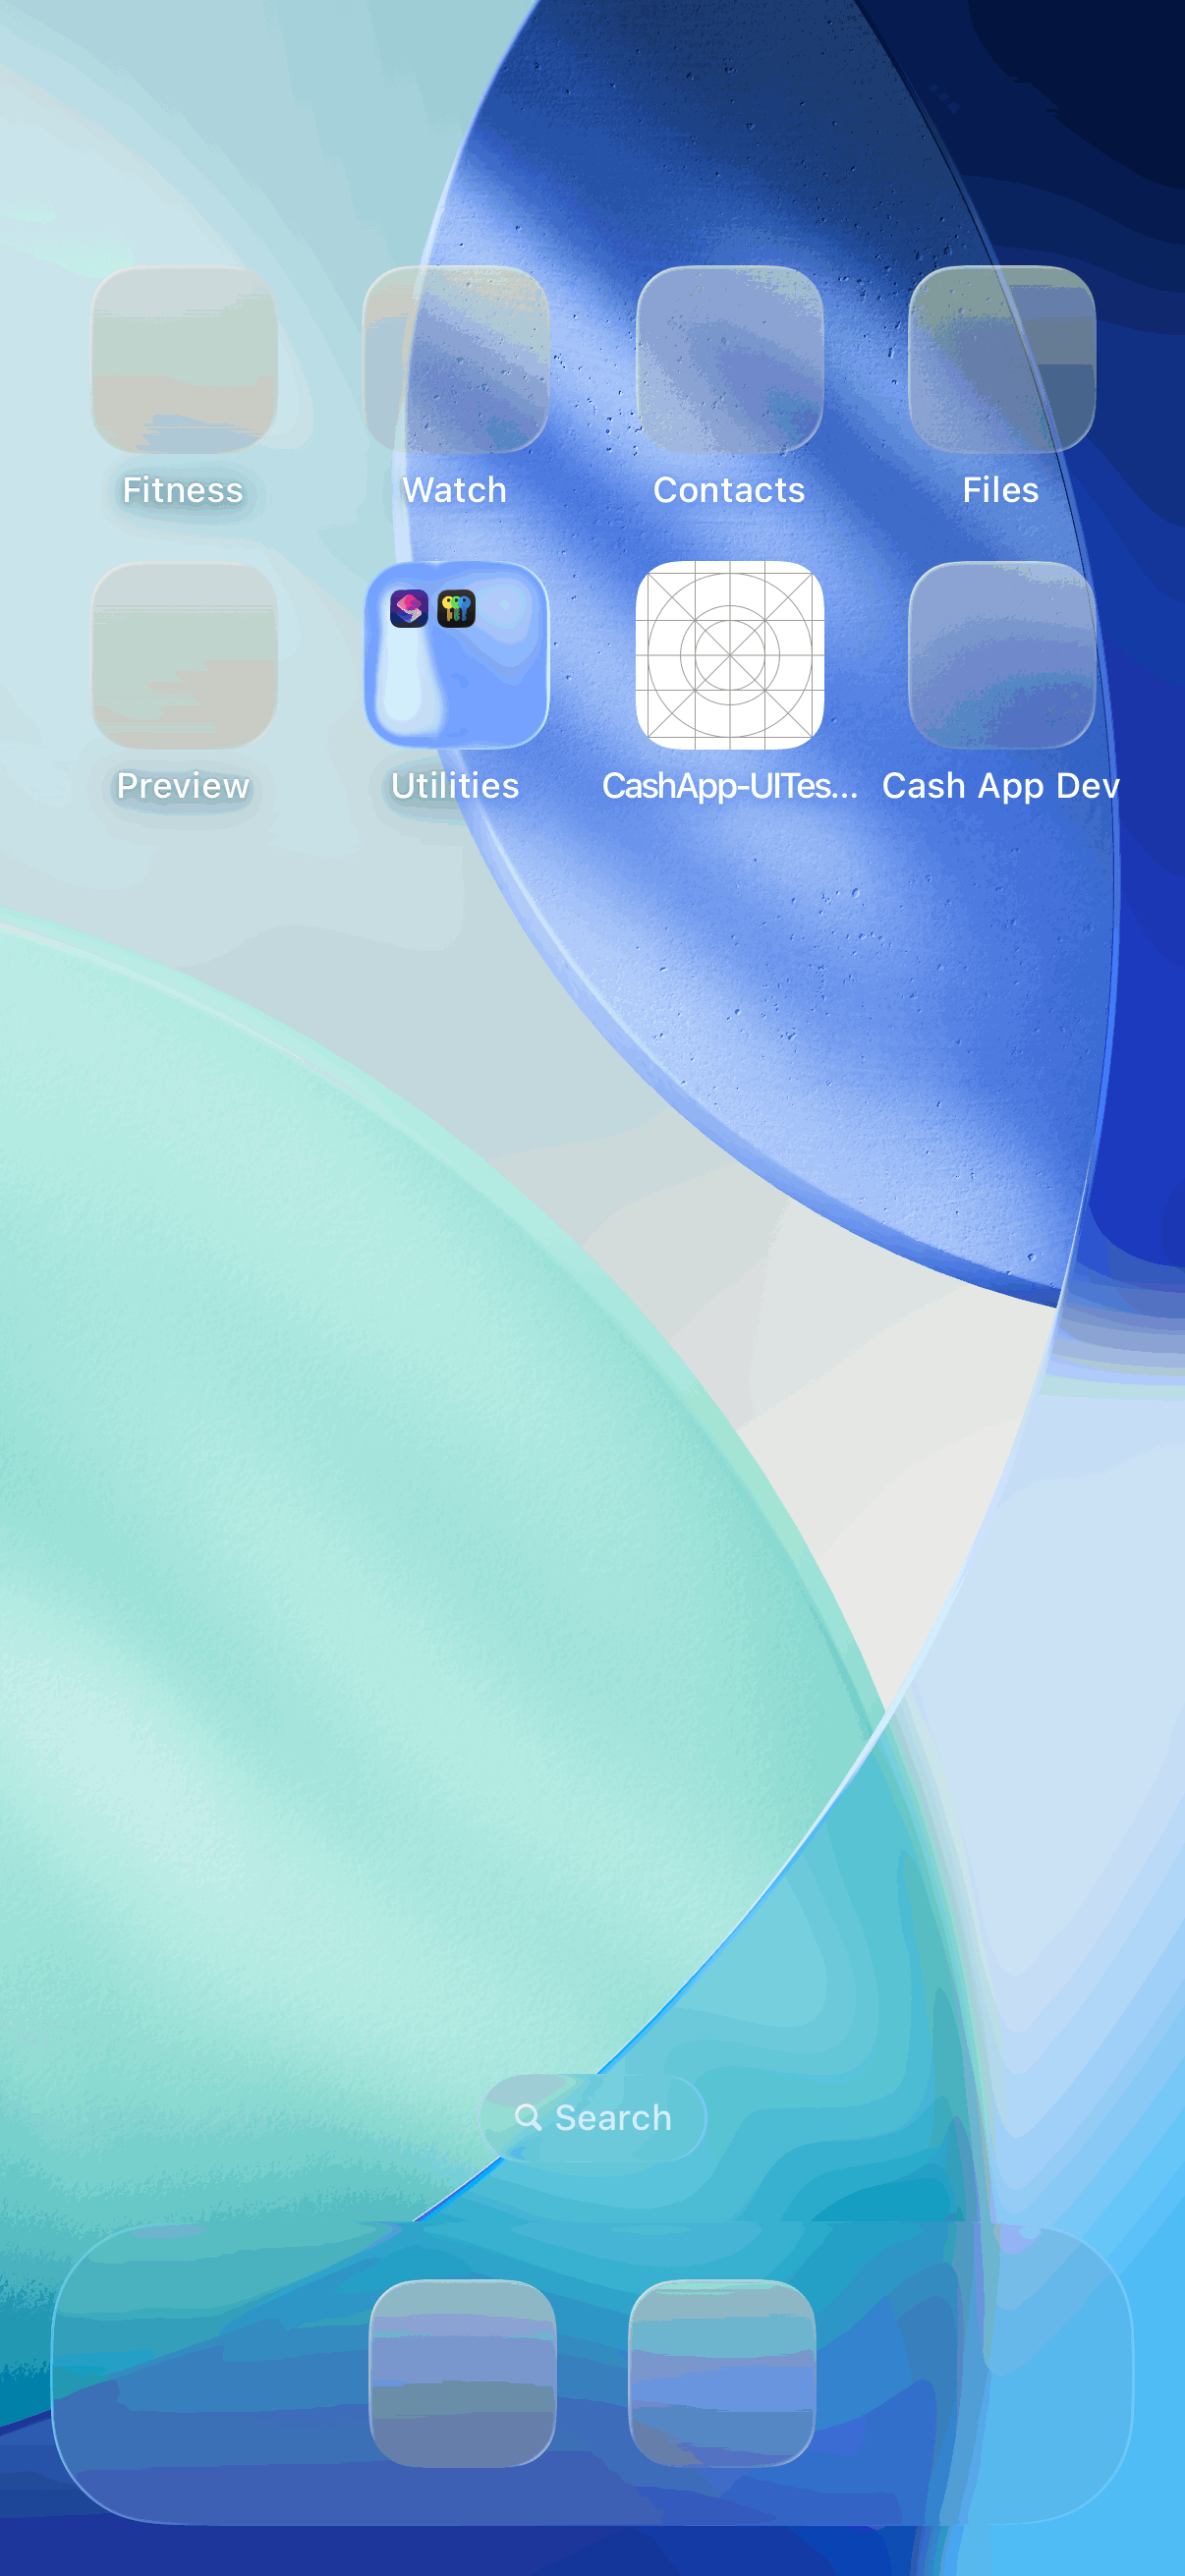 Fitness
Watch
Contacts
Files
Preview
Utilities
CashApp-UITes...
Cash App Dev
Search